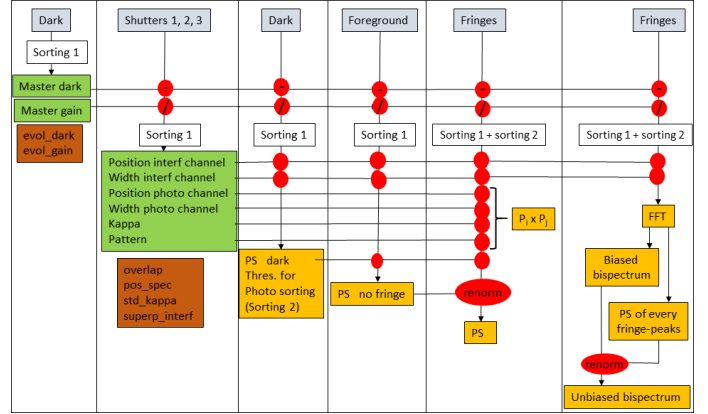 Dark
Shutters 1, 2, 3
Dark
Foreground
Fringes
Fringes
Sorting 1
Master dark
-
-
-
-
-
Master gain
/
/
/
/
/
evol_dark
evol_gain
Sorting 1
Sorting 1
Sorting 1
Sorting 1 + sorting 2
Sorting 1 + sorting 2
Position interf channel
Width interf channel
Position photo channel
Width photo channel
Kappa
Pattern
Pi x Pj
FFT
overlap
pos_spec
std_kappa
superp_interf
PS dark
Thres. for
Photo sorting
(Sorting 2)
PS no fringe
renorm
PS
Biased
bispectrum
PS of every
fringe-peaks
renorm
Unbiased bispectrum